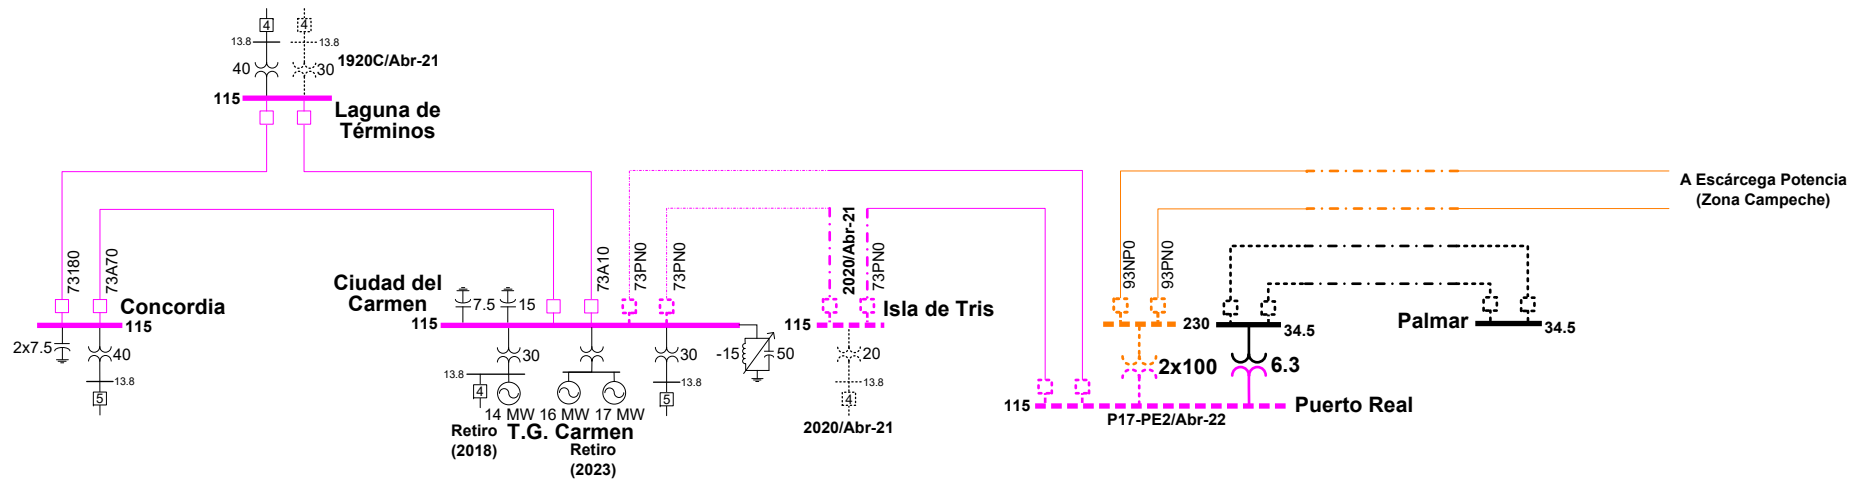 4
4
13.8
13.8
1920C/Abr-21
40
30
115
Laguna de
Términos
A Escárcega Potencia
(Zona Campeche)
73180
73A70
Concordia
115
2x7.5
40
13.8
5
Ciudad del
Carmen
115
7.5
15
73A10
73PN0
73PN0
30
13.8
4
14 MW
16 MW
17 MW
Retiro
(2018)
T.G. Carmen
Retiro
(2023)
30
13.8
4
-15
50
2020/Abr-21
73PN0
Isla de Tris
115
20
13.8
4
2020/Abr-21
93NP0
93PN0
230
2x100
34.5
6.3
Palmar
34.5
115
Puerto Real
P17-PE2/Abr-22